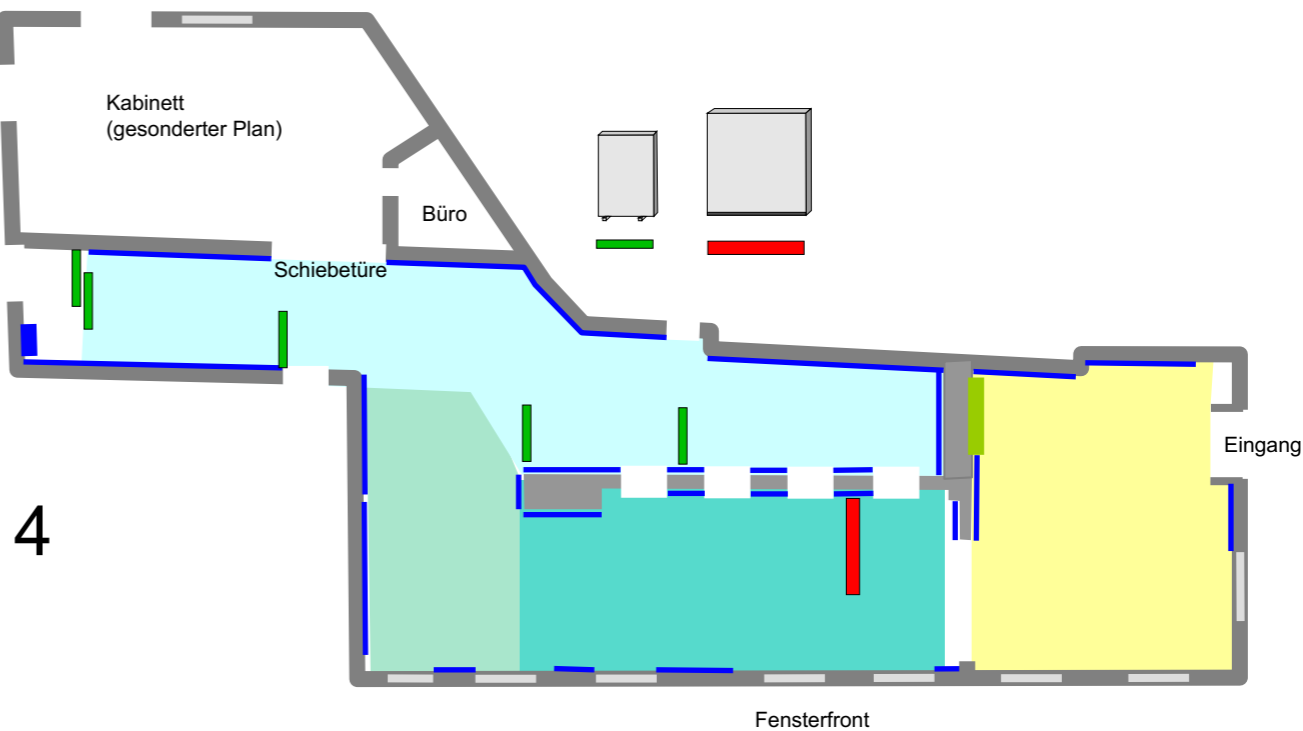 Kabinett
(gesonderter Plan)
Büro
Schiebetüre
Eingang
4
Fensterfront